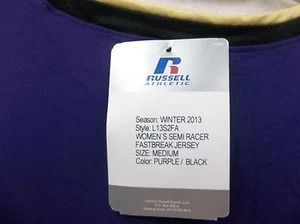 RUSSELL
ATHLETIC
Season: WINTER 2013
Style: L13S2FA
WOMEN'S SEMI RACER
FASTBREAK JERSEY
SIZE: MEDIUM
Color: PURPLE / BLACK